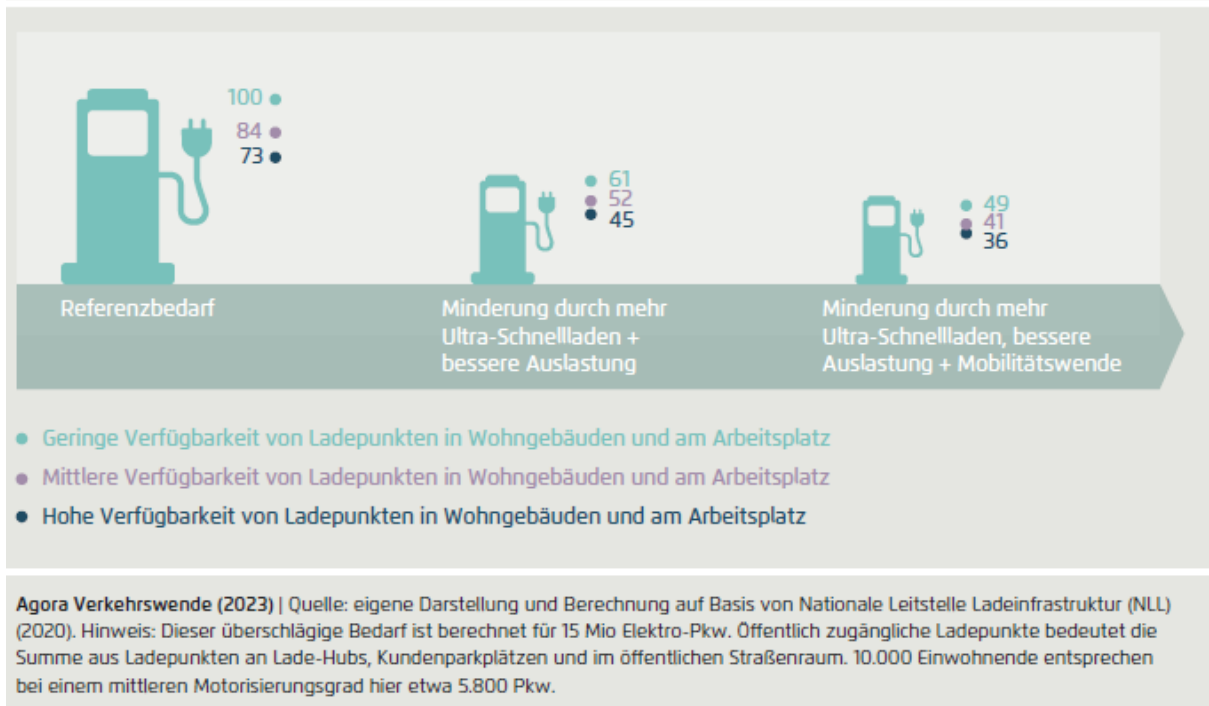 100
84
73
61
52
45
49
41
36
Referenzbedarf
Minderung durch mehr
Ultra-Schnellladen +
bessere Auslastung
Minderung durch mehr
Ultra-Schnellladen, bessere
Auslastung + Mobilitätswende
Geringe Verfügbarkeit von Ladepunkten in Wohngebäuden und am Arbeitsplatz
Mittlere Verfügbarkeit von Ladepunkten in Wohngebäuden und am Arbeitsplatz
Hohe Verfügbarkeit von Ladepunkten in Wohngebäuden und am Arbeitsplatz
Agora Verkehrswende (2023) | Quelle: eigene Darstellung und Berechnung auf Basis von Nationale Leitstelle Ladeinfrastruktur (NLL)
(2020). Hinweis: Dieser überschlägige Bedarf ist berechnet für 15 Mio Elektro-Pkw. Öffentlich zugängliche Ladepunkte bedeutet die
Summe aus Ladepunkten an Lade-Hubs, Kundenparkplätzen und im öffentlichen Straßenraum. 10.000 Einwohnende entsprechen
bei einem mittleren Motorisierungsgrad hier etwa 5.800 Pkw.